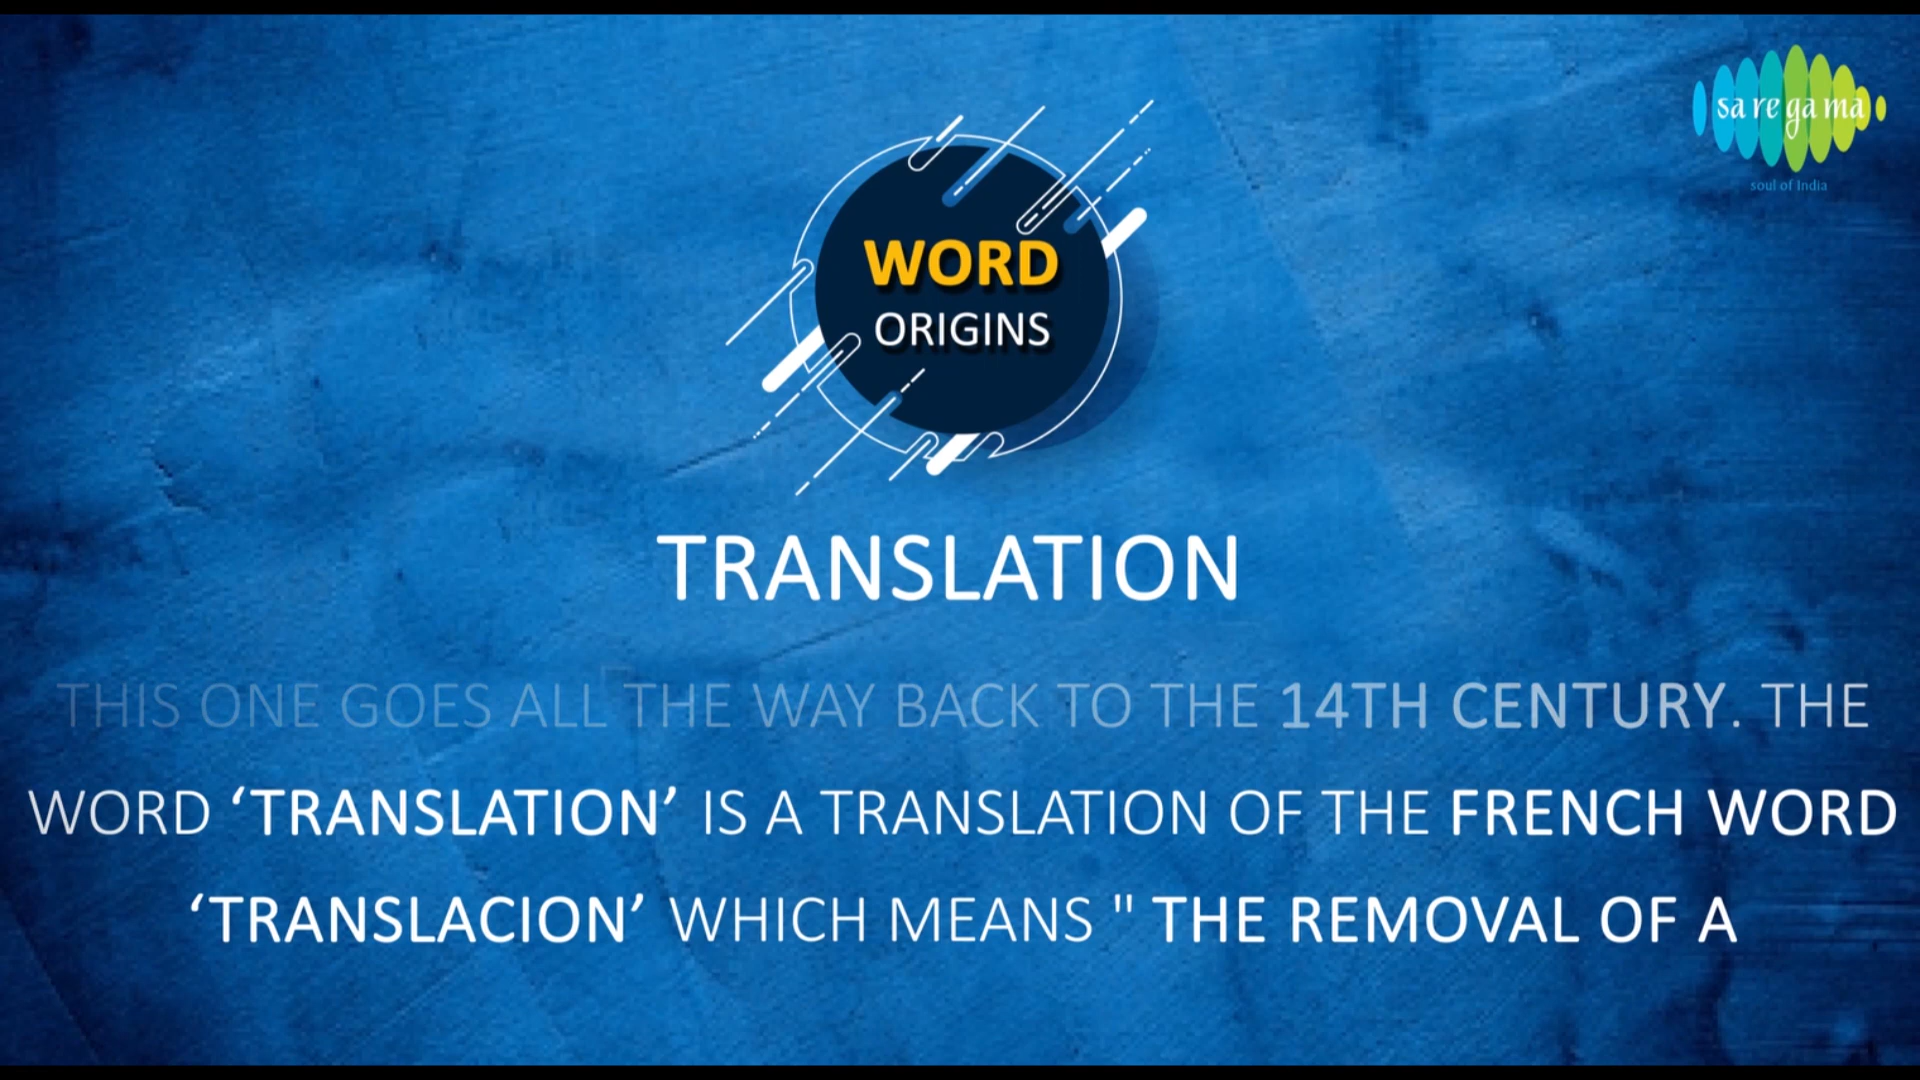 sa re ga ma
soul of India
WORD
ORIGINS
TRANSLATION
THIS ONE GOES ALL THE WAY BACK TO THE 14TH CENTURY. THE
WORD ‘TRANSLATION’ IS A TRANSLATION OF THE FRENCH WORD
‘TRANSLACION’ WHICH MEANS " THE REMOVAL OF A